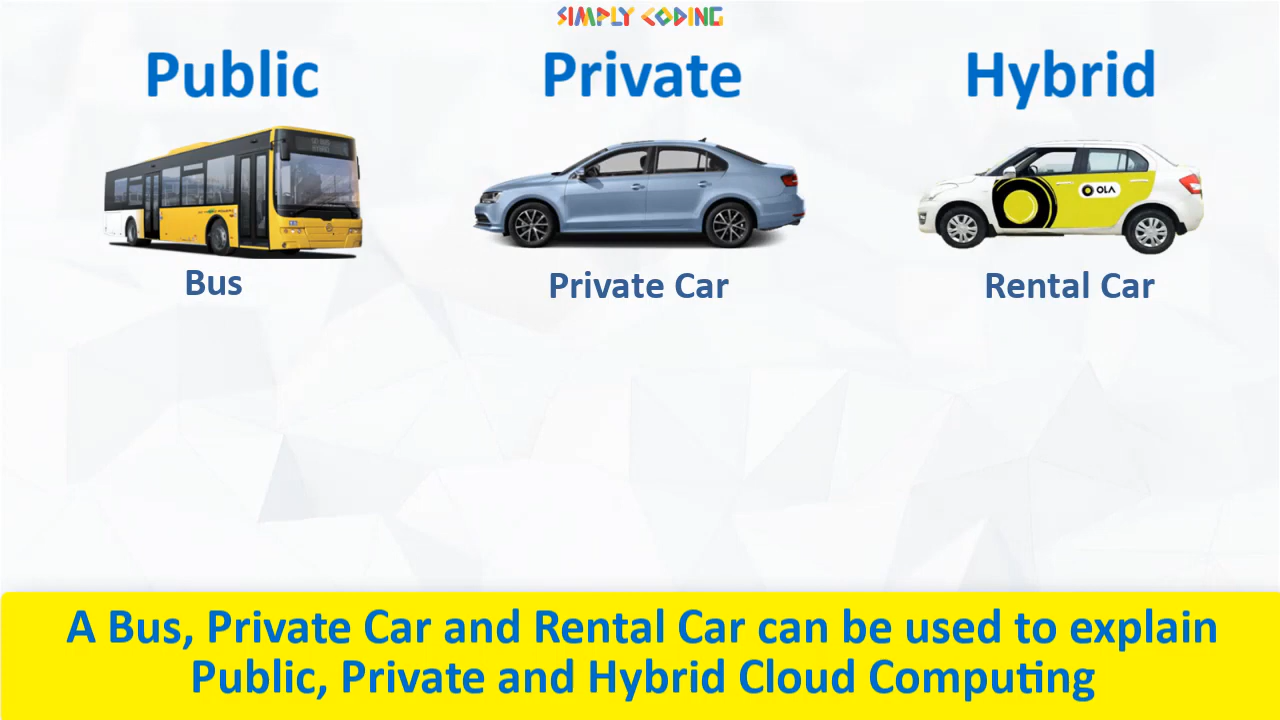 SIMPLY CODING
Public
Private
Hybrid
OLA
Bus
Private Car
Rental Car
A Bus, Private Car and Rental Car can be used to explain
Public, Private and Hybrid Cloud Computing